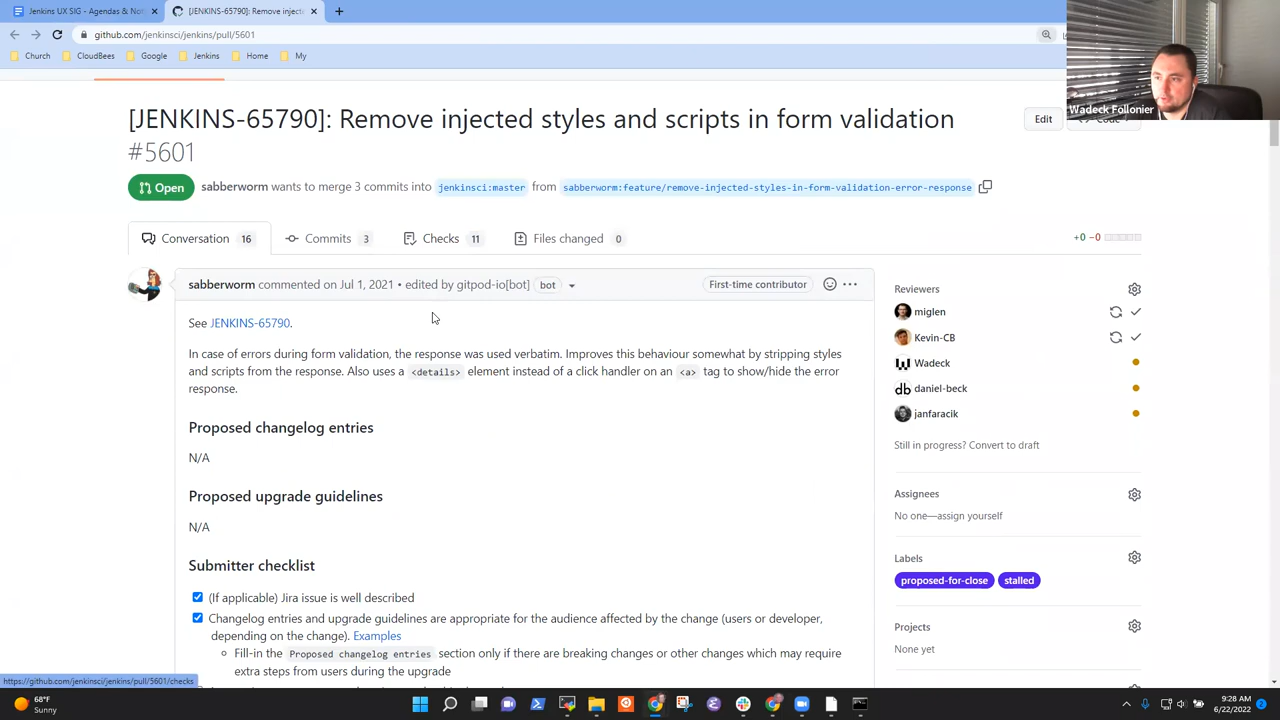 Jenkins UX SIG - Agendas & Not
[JENKINS-65790]: Remove injecte
github.com/jenkinsci/jenkins/pull/5601
Church
CloudBees
Google
Jenkins
Home
My
Wadeck Follonier
[JENKINS-65790]: Remove injected styles and scripts in form validation
#5601
Edit
Code
Open
sabberworm wants to merge 3 commits into jenkinsci:master from sabberworm:feature/remove-injected-styles-in-form-validation-error-response
Conversation 16
Commits 3
Checks 11
Files changed 0
+0 −0
sabberworm commented on Jul 1, 2021 • edited by gitpod-io[bot] bot
First-time contributor
See JENKINS-65790.
In case of errors during form validation, the response was used verbatim. Improves this behaviour somewhat by stripping styles
and scripts from the response. Also uses a <details> element instead of a click handler on an <a> tag to show/hide the error
response.
Proposed changelog entries
N/A
Proposed upgrade guidelines
N/A
Submitter checklist
(If applicable) Jira issue is well described
Changelog entries and upgrade guidelines are appropriate for the audience affected by the change (users or developer,
depending on the change). Examples
Fill-in the Proposed changelog entries section only if there are breaking changes or other changes which may require
extra steps from users during the upgrade
Reviewers
miglen
Kevin-CB
Wadeck
daniel-beck
janfaracik
Still in progress? Convert to draft
Assignees
No one—assign yourself
Labels
proposed-for-close
stalled
Projects
None yet
https://github.com/jenkinsci/jenkins/pull/5601/checks
68°F
Sunny
9:28 AM
6/22/2022
2